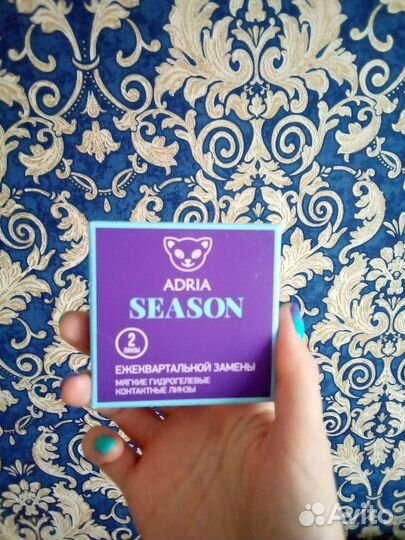 ADRIA
SEASON
2
ЛИНЗЫ
ЕЖЕКВАРТАЛЬНОЙ ЗАМЕНЫ
МЯГКИЕ ГИДРОГЕЛЕВЫЕ
КОНТАКТНЫЕ ЛИНЗЫ
Avito